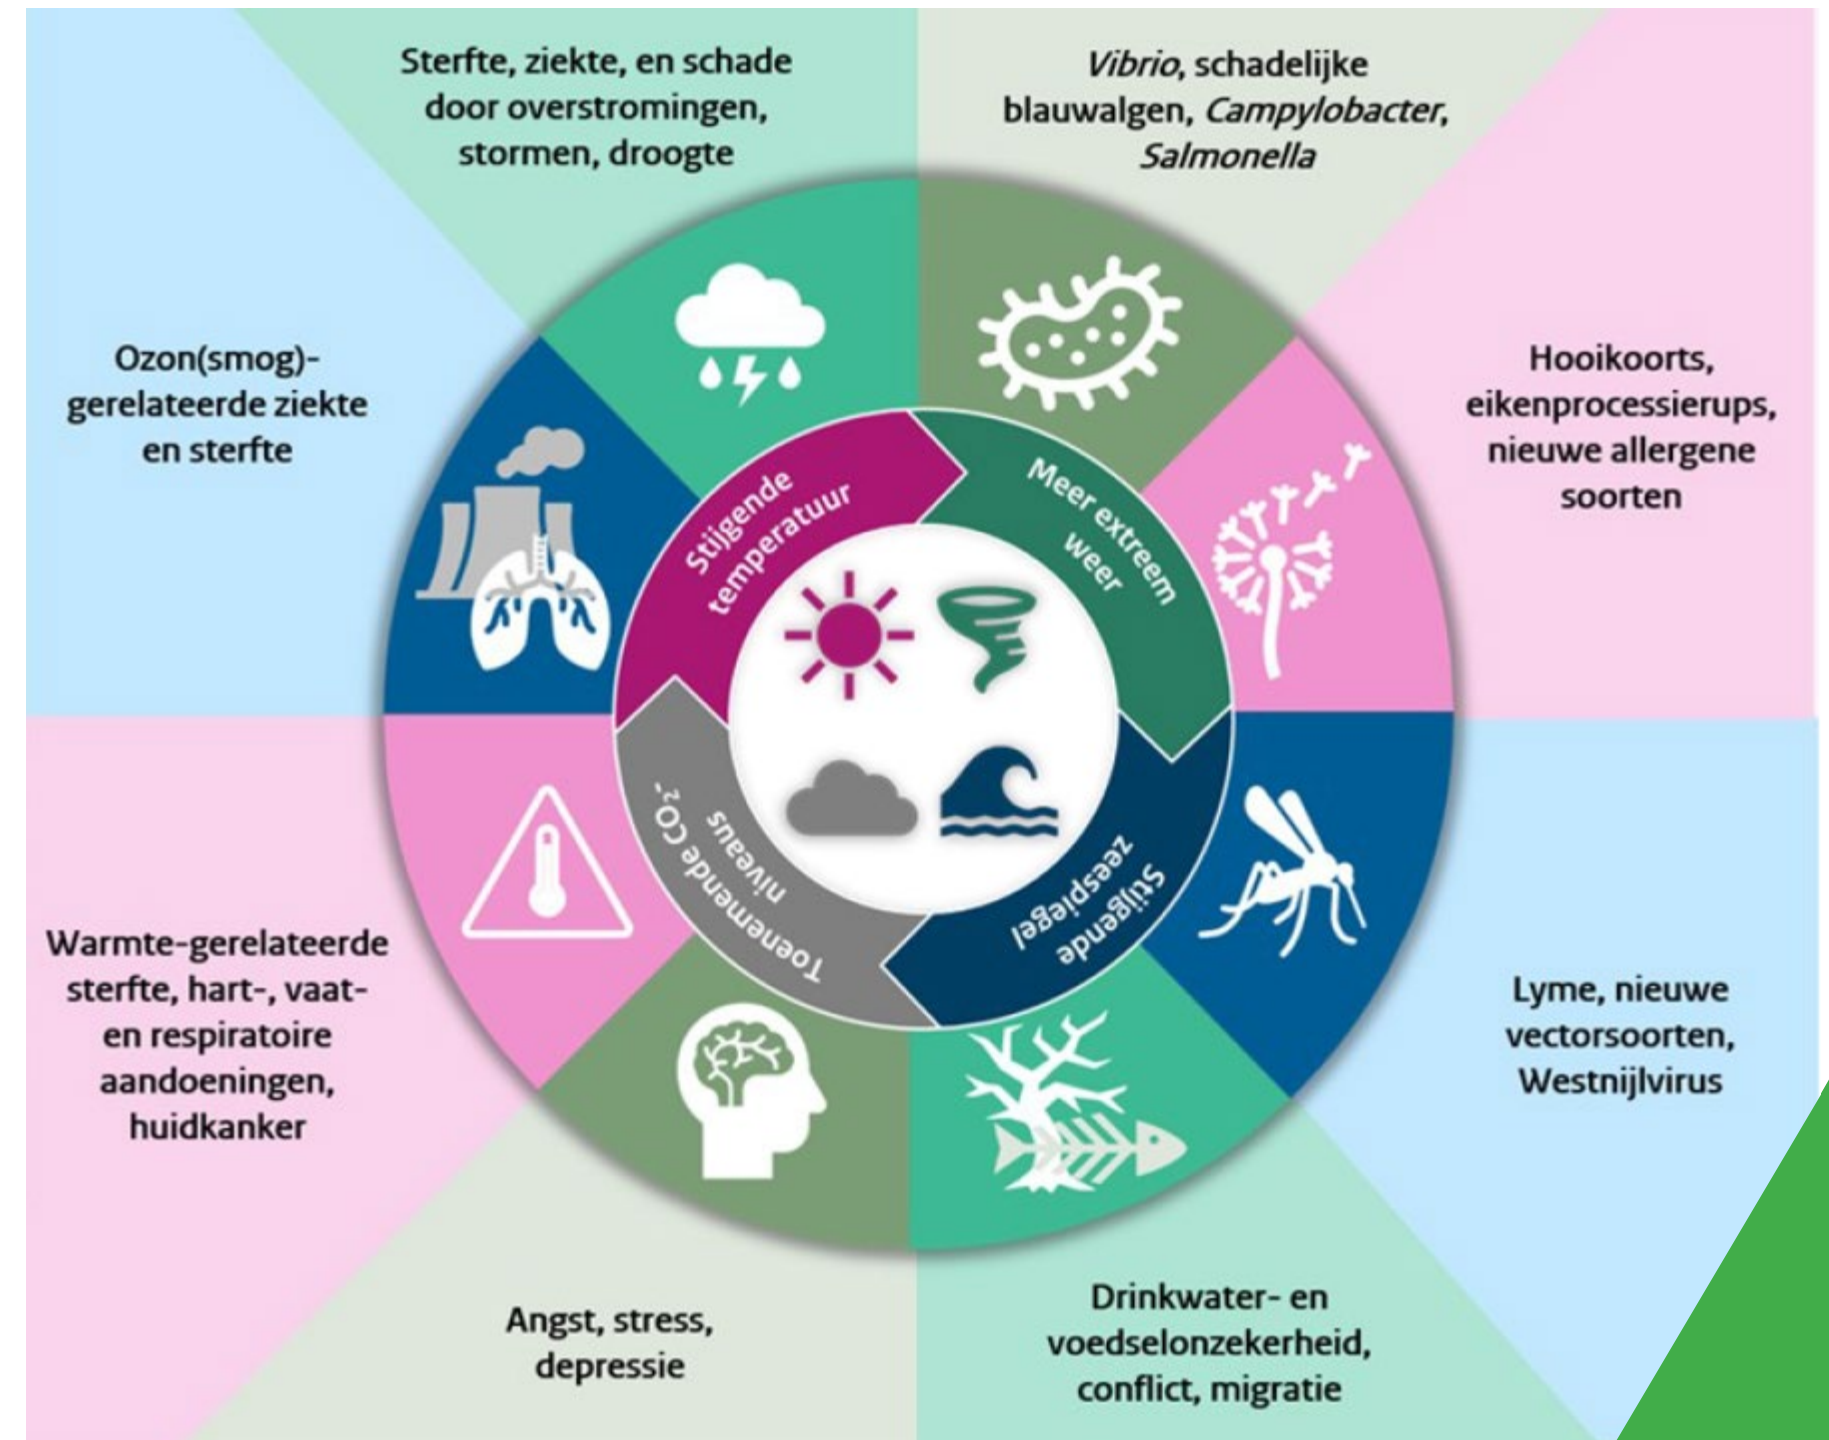 Sterfte, ziekte, en schade
door overstromingen,
stormen, droogte
Vibrio, schadelijke
blauwalgen, Campylobacter,
Salmonella
Ozon(smog)-
gerelateerde ziekte
en sterfte
Hooikoorts,
eikenprocessierups,
nieuwe allergene
soorten
Stijgende
temperatuur
Meer extreem
weer
Toenemende CO₂-
niveaus
Stijgende
zeespiegel
Warmte-gerelateerde
sterfte, hart-, vaat-
en respiratoire
aandoeningen,
huidkanker
Lyme, nieuwe
vectorsoorten,
Westnijlvirus
Angst, stress,
depressie
Drinkwater- en
voedselonzekerheid,
conflict, migratie